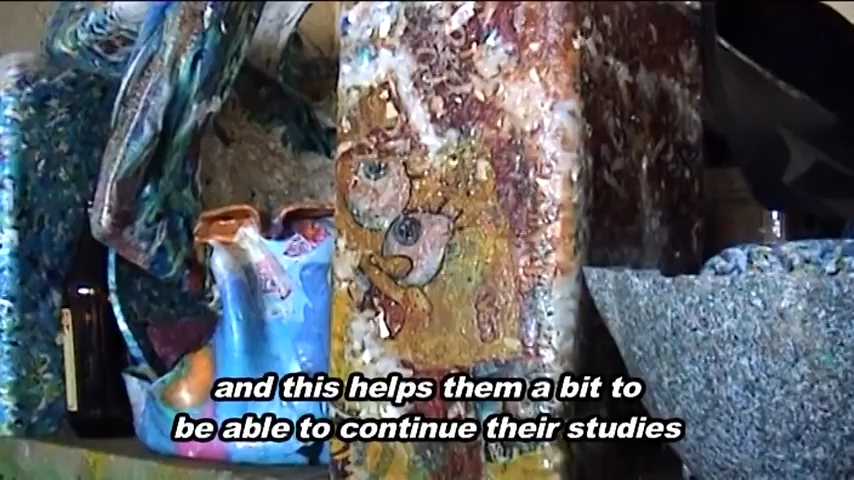 and this helps them a bit to
be able to continue their studies